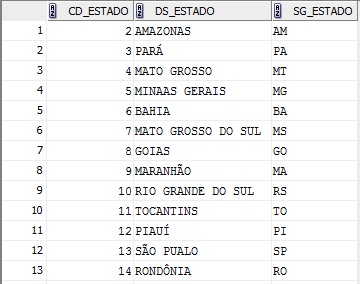 CD_ESTADO DS_ESTADO SG_ESTADO
1 2 AMAZONAS AM
2 3 PARÁ PA
3 4 MATO GROSSO MT
4 5 MINAAS GERAIS MG
5 6 BAHIA BA
6 7 MATO GROSSO DO SUL MS
7 8 GOIAS GO
8 9 MARANHÃO MA
9 10 RIO GRANDE DO SUL RS
10 11 TOCANTINS TO
11 12 PIAUÍ PI
12 13 SÃO PUALO SP
13 14 RONDÔNIA RO